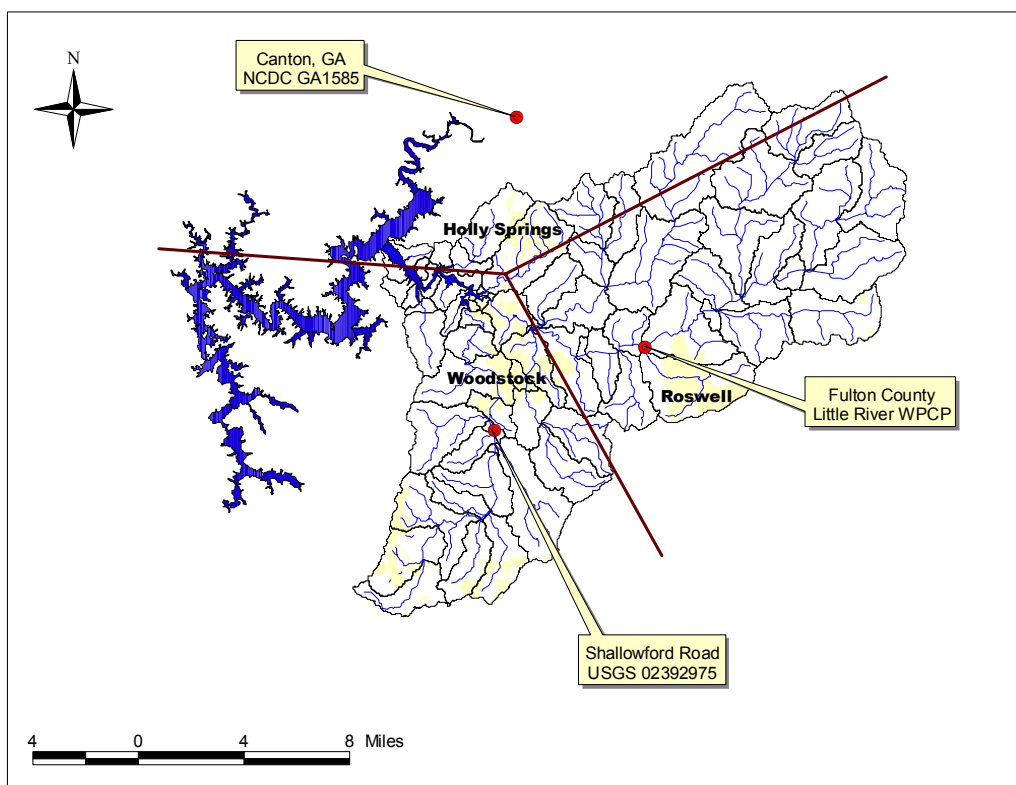 N
Canton, GA
NCDC GA1585
Holly Springs
Woodstock
Roswell
Fulton County
Little River WPCP
Shallowford Road
USGS 02392975
4 0 4 8 Miles